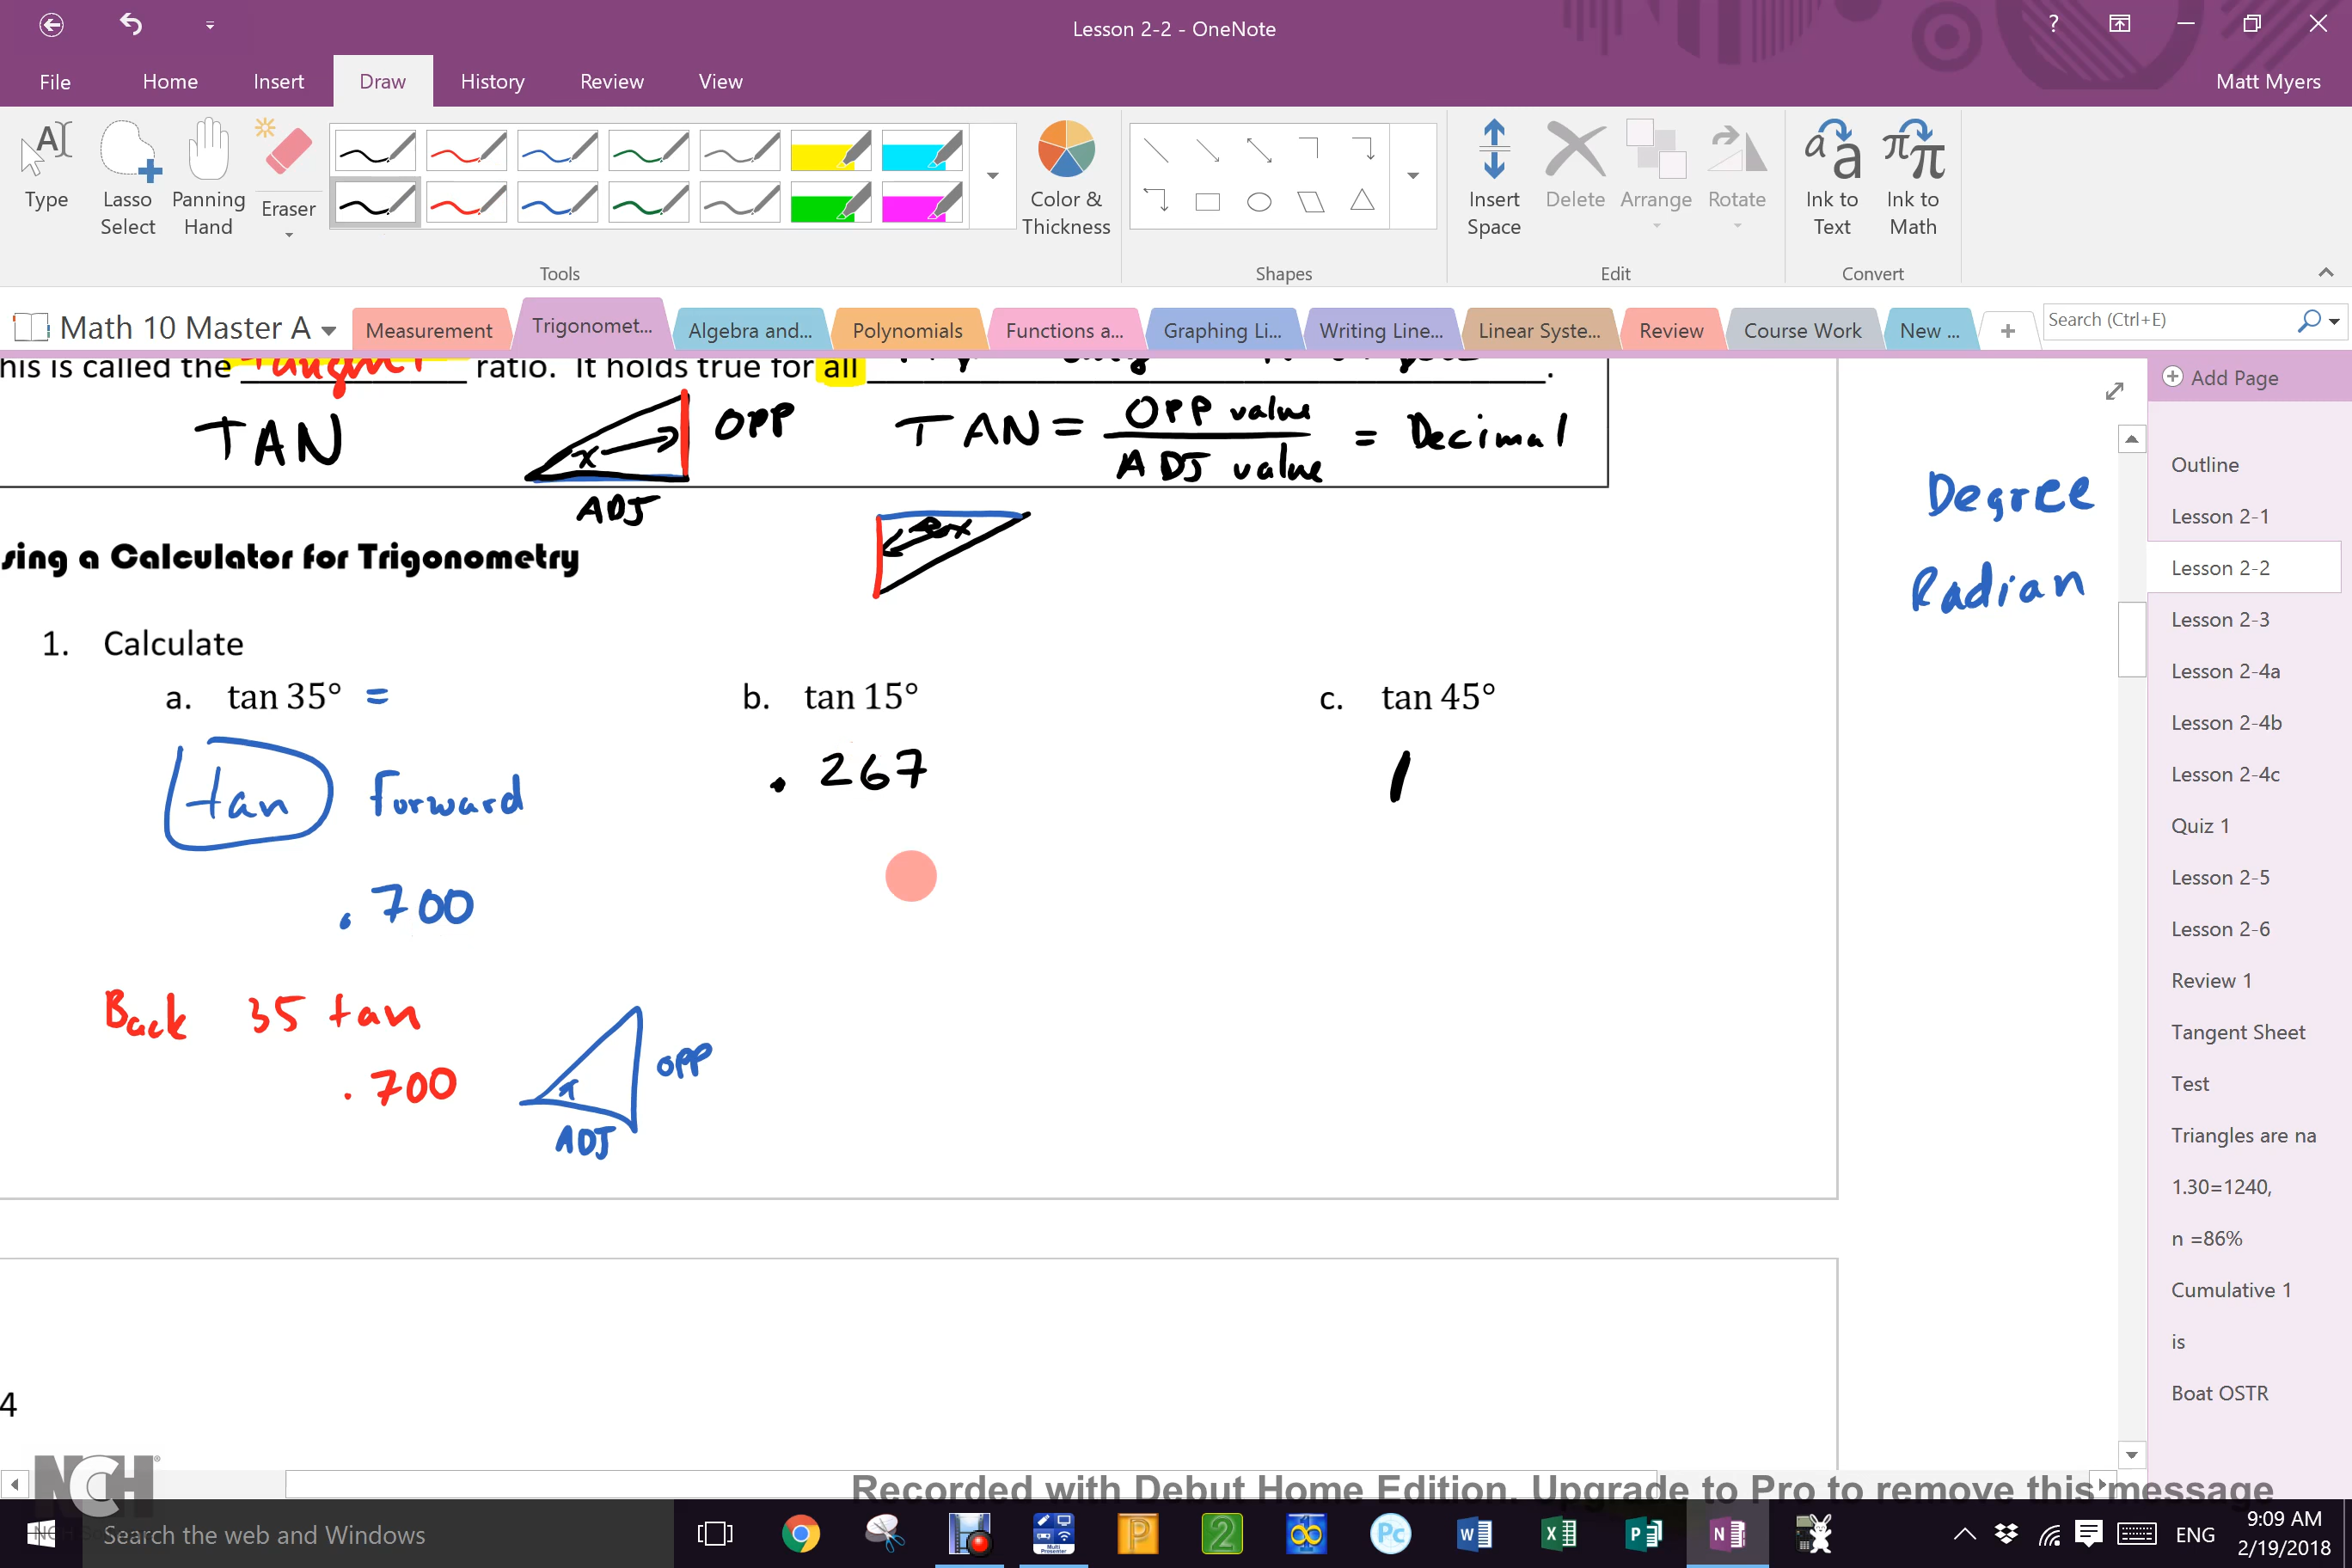 Lesson 2-2 - OneNote
?
File Home Insert Draw History Review View Matt Myers
Type
Lasso Select
Panning Hand
Eraser
Color & Thickness
Insert Space
Delete
Arrange
Rotate
Ink to Text
Ink to Math
Tools Shapes Edit Convert
Math 10 Master A Measurement Trigonomet... Algebra and... Polynomials Functions a... Graphing Li... Writing Line... Linear Syste... Review Course Work New ... + Search (Ctrl+E)
his is called the Tangent ratio. It holds true for all
TAN
x
OPP
ADJ
TAN = OPP value / ADJ value = Decimal
x
Degree
Radian
sing a Calculator for Trigonometry
1. Calculate
a. tan 35° =
b. tan 15°
c. tan 45°
tan Forward
. 267
1
.700
Back 35 tan
.700
x
OPP
ADJ
4
Add Page
Outline
Lesson 2-1
Lesson 2-2
Lesson 2-3
Lesson 2-4a
Lesson 2-4b
Lesson 2-4c
Quiz 1
Lesson 2-5
Lesson 2-6
Review 1
Tangent Sheet
Test
Triangles are na
1.30=1240,
n =86%
Cumulative 1
is
Boat OSTR
NCH
Recorded with Debut Home Edition. Upgrade to Pro to remove this message
Search the web and Windows
ENG
9:09 AM
2/19/2018